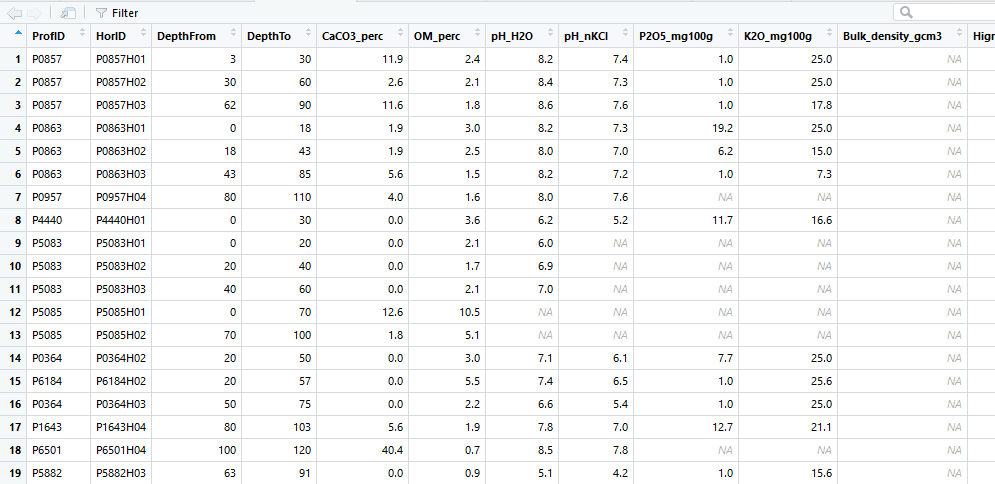 Filter
ProfID HorID DepthFrom DepthTo CaCO3_perc OM_perc pH_H2O pH_nKCl P2O5_mg100g K2O_mg100g Bulk_density_gcm3 Higr
1 P0857 P0857H01 3 30 11.9 2.4 8.2 7.4 1.0 25.0 NA
2 P0857 P0857H02 30 60 2.6 2.1 8.4 7.3 1.0 25.0 NA
3 P0857 P0857H03 62 90 11.6 1.8 8.6 7.6 1.0 17.8 NA
4 P0863 P0863H01 0 18 1.9 3.0 8.2 7.3 19.2 25.0 NA
5 P0863 P0863H02 18 43 1.9 2.5 8.0 7.0 6.2 15.0 NA
6 P0863 P0863H03 43 85 5.6 1.5 8.2 7.2 1.0 7.3 NA
7 P0957 P0957H04 80 110 4.0 1.6 8.0 7.6 NA NA NA
8 P4440 P4440H01 0 30 0.0 3.6 6.2 5.2 11.7 16.6 NA
9 P5083 P5083H01 0 20 0.0 2.1 6.0 NA NA NA NA
10 P5083 P5083H02 20 40 0.0 1.7 6.9 NA NA NA NA
11 P5083 P5083H03 40 60 0.0 2.1 7.0 NA NA NA NA
12 P5085 P5085H01 0 70 12.6 10.5 NA NA NA NA NA
13 P5085 P5085H02 70 100 1.8 5.1 NA NA NA NA NA
14 P0364 P0364H02 20 50 0.0 3.0 7.1 6.1 7.7 25.0 NA
15 P6184 P6184H02 20 57 0.0 5.5 7.4 6.5 1.0 25.6 NA
16 P0364 P0364H03 50 75 0.0 2.2 6.6 5.4 1.0 25.0 NA
17 P1643 P1643H04 80 103 5.6 1.9 7.8 7.0 12.7 21.1 NA
18 P6501 P6501H04 100 120 40.4 0.7 8.5 7.8 NA NA NA
19 P5882 P5882H03 63 91 0.0 0.9 5.1 4.2 1.0 15.6 NA